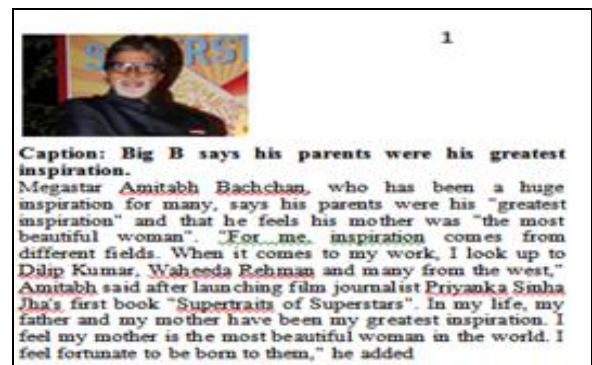 1
S RST
Caption: Big B says his parents were his greatest
inspiration.
Megastar Amitabh Bachchan, who has been a huge
inspiration for many, says his parents were his "greatest
inspiration" and that he feels his mother was "the most
beautiful woman". "For me, inspiration comes from
different fields. When it comes to my work, I look up to
Dilip Kumar, Waheeda Rehman and many from the west,"
Amitabh said after launching film journalist Priyanka Sinha
Jha's first book "Supertraits of Superstars". In my life, my
father and my mother have been my greatest inspiration. I
feel my mother is the most beautiful woman in the world. I
feel fortunate to be born to them," he added